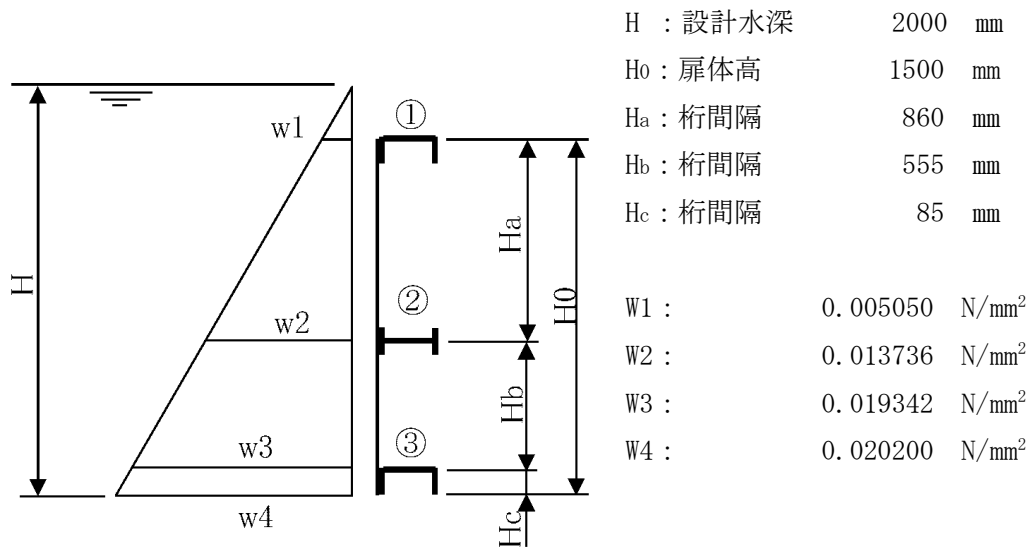 H
w1
w2
w3
w4
①
②
③
Ha
Hb
Hc
H0
H ：設計水深 2000 mm
H0：扉体高 1500 mm
Ha：桁間隔 860 mm
Hb：桁間隔 555 mm
Hc：桁間隔 85 mm
W1： 0.005050 N/mm²
W2： 0.013736 N/mm²
W3： 0.019342 N/mm²
W4： 0.020200 N/mm²